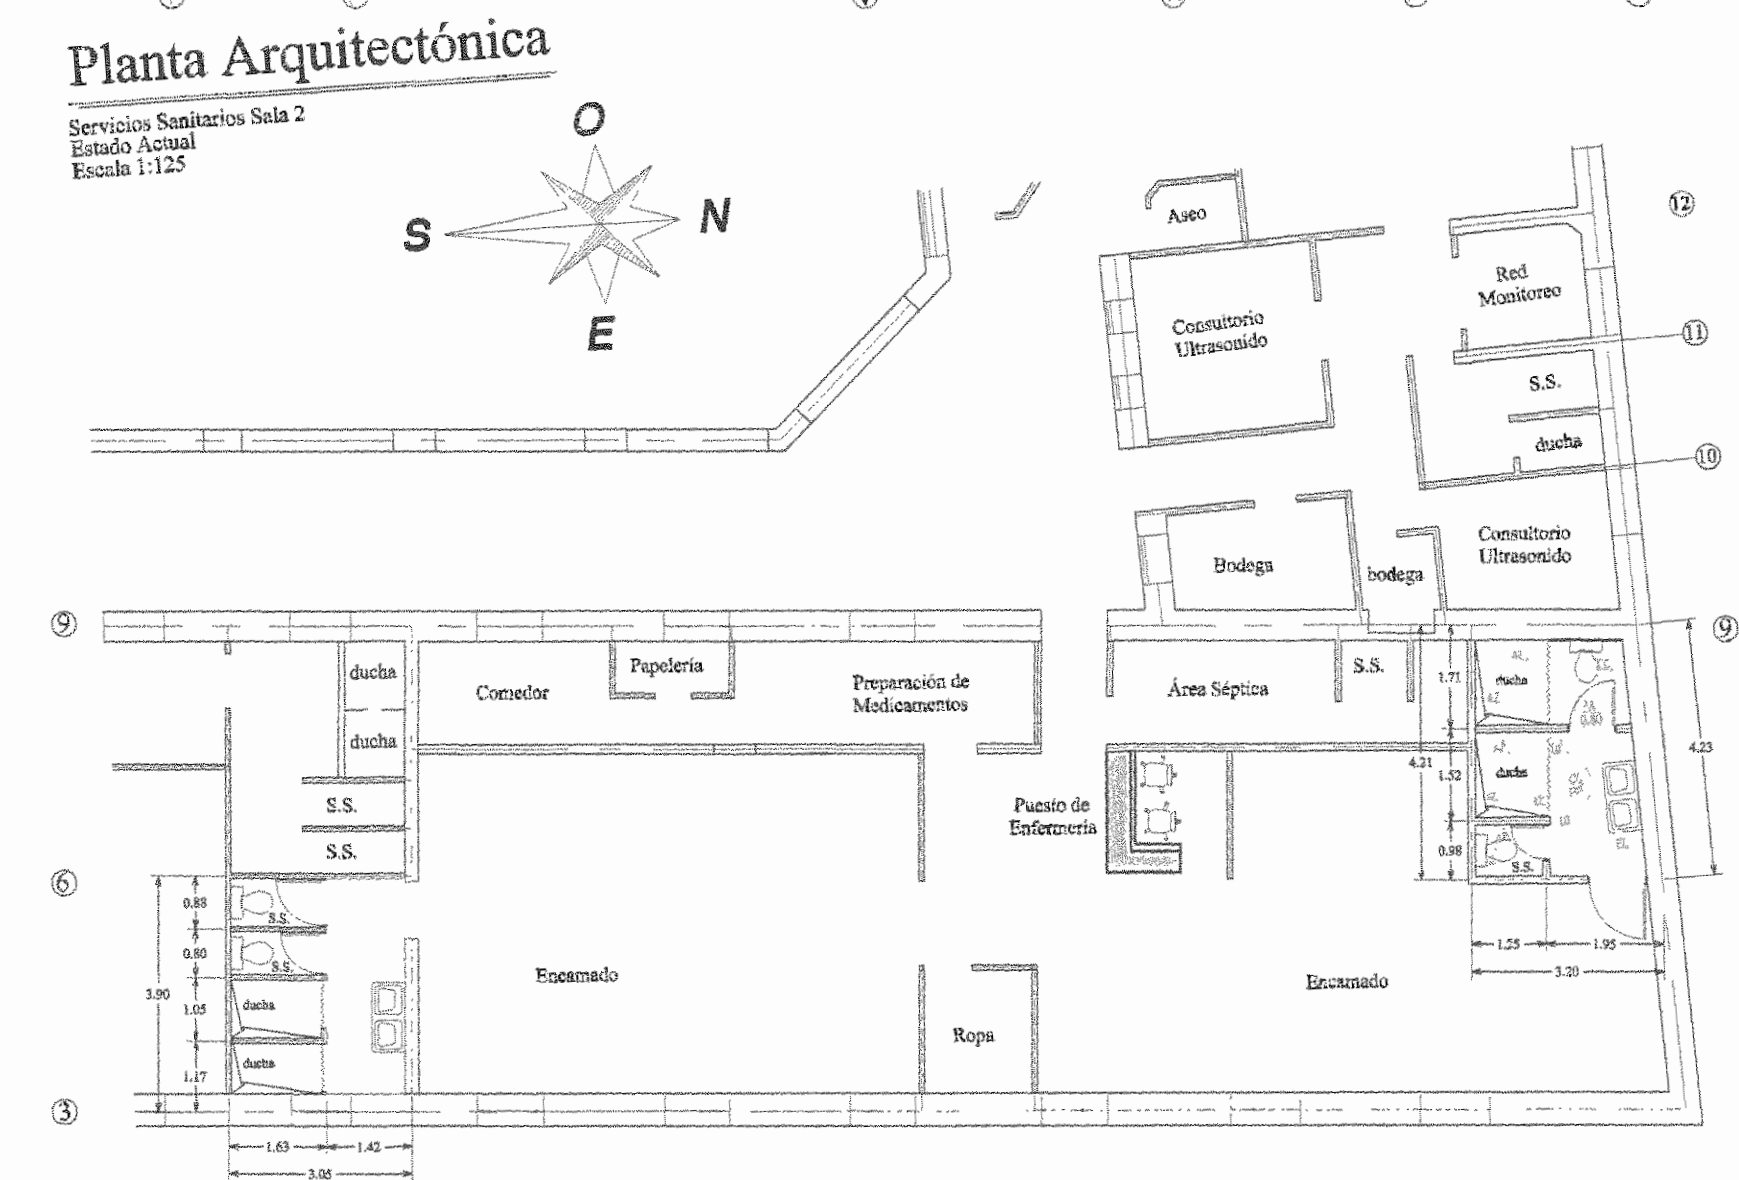 Planta Arquitectónica
Servicios Sanitarios Sala 2
Estado Actual
Escala 1:125
O
S
N
E
Aseo
12
Red
Monitoreo
Consultorio
Ultrasonido
11
S.S.
ducha
10
Consultorio
Ultrasonido
Bodega
bodega
9
9
ducha
Comedor
Papelería
Preparación de
Medicamentos
Área Séptica
S.S.
1.71
ducha
0.80
ducha
4.21
1.52
ducha
4.23
S.S.
Puesto de
Enfermería
S.S.
0.98
S.S.
6
0.88
S.S.
0.80
S.S.
1.25
1.95
3.20
3.90
1.05
ducha
Encamado
Encamado
1.17
ducha
Ropa
3
1.63
1.42
3.05